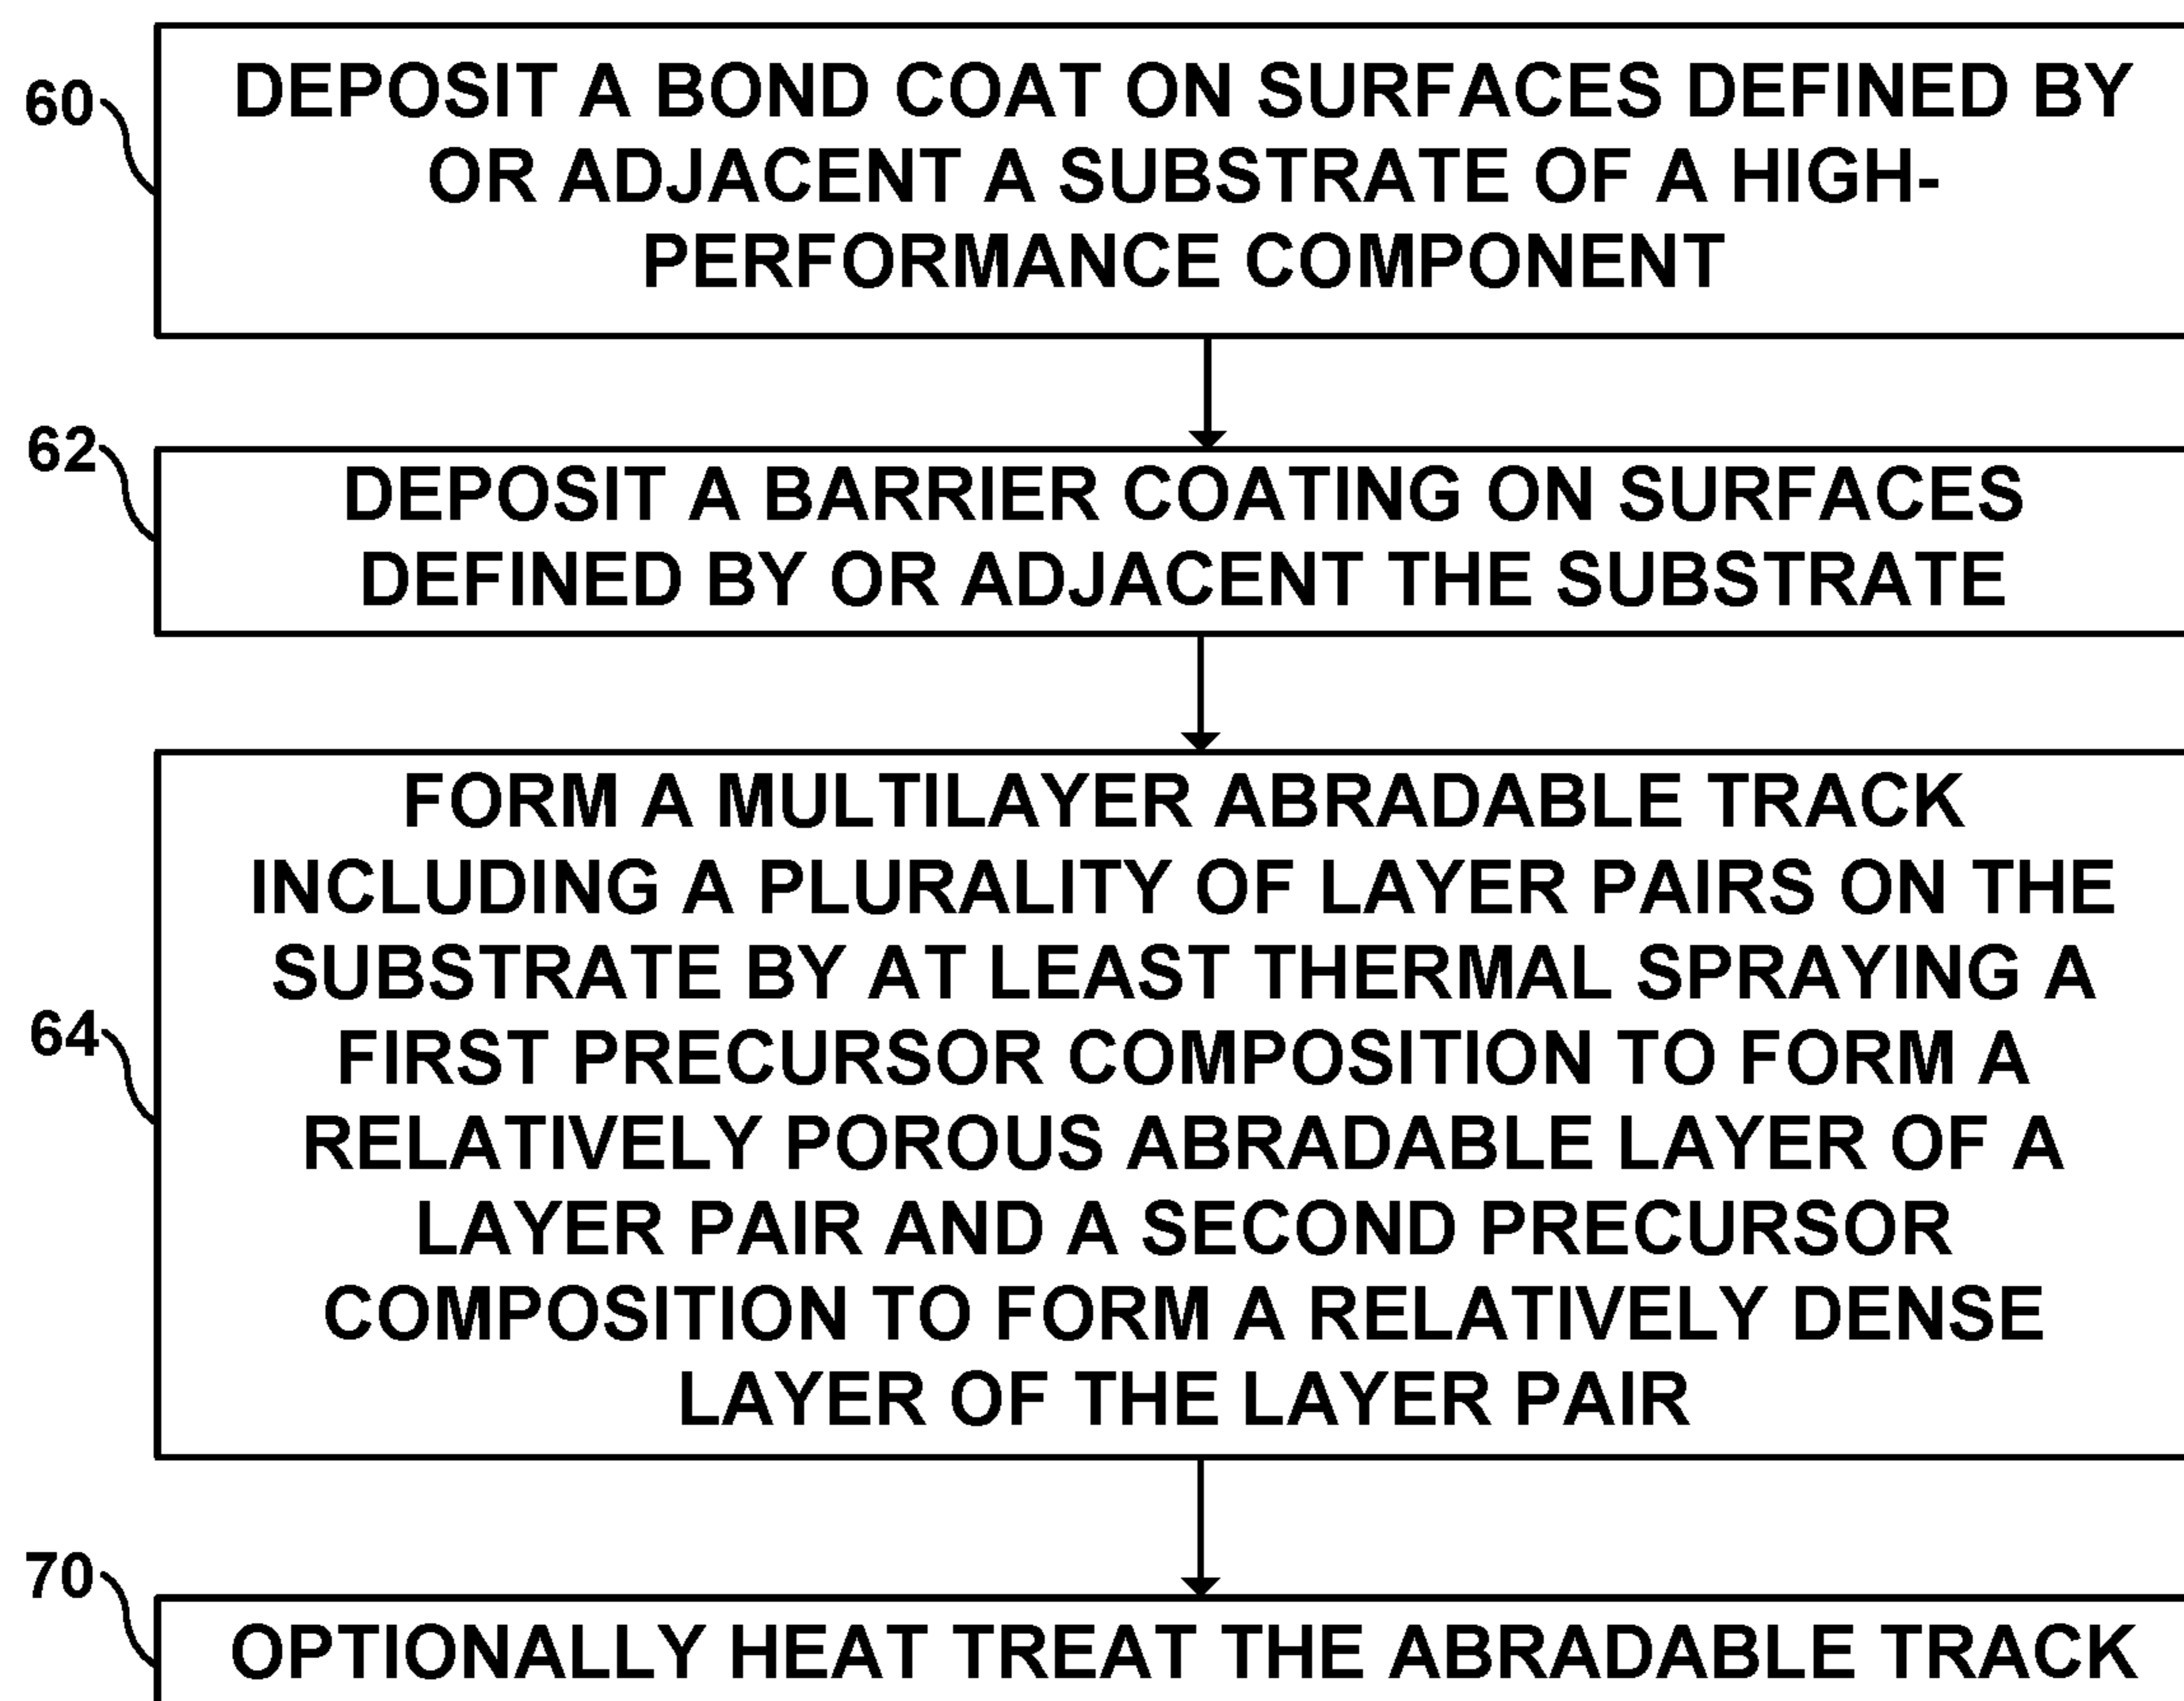 60
DEPOSIT A BOND COAT ON SURFACES DEFINED BY
OR ADJACENT A SUBSTRATE OF A HIGH-
PERFORMANCE COMPONENT
62
DEPOSIT A BARRIER COATING ON SURFACES
DEFINED BY OR ADJACENT THE SUBSTRATE
64
FORM A MULTILAYER ABRADABLE TRACK
INCLUDING A PLURALITY OF LAYER PAIRS ON THE
SUBSTRATE BY AT LEAST THERMAL SPRAYING A
FIRST PRECURSOR COMPOSITION TO FORM A
RELATIVELY POROUS ABRADABLE LAYER OF A
LAYER PAIR AND A SECOND PRECURSOR
COMPOSITION TO FORM A RELATIVELY DENSE
LAYER OF THE LAYER PAIR
70
OPTIONALLY HEAT TREAT THE ABRADABLE TRACK